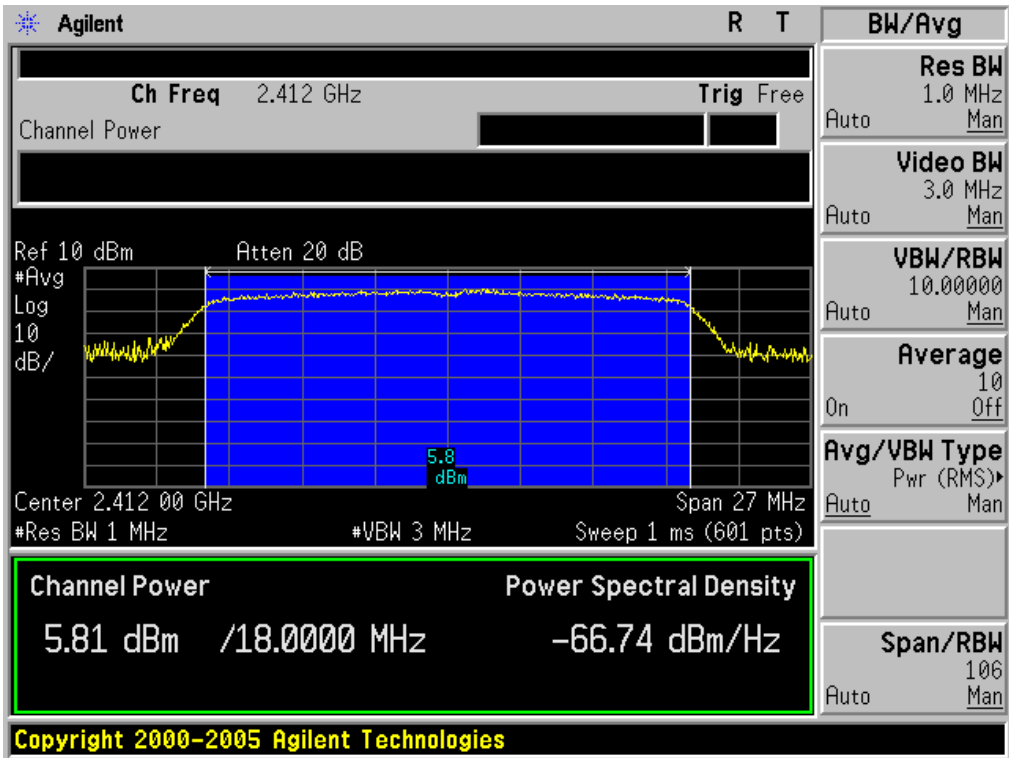 Agilent R T
BW/Avg
Ch Freq 2.412 GHz Trig Free
Channel Power
Ref 10 dBm Atten 20 dB
#Avg
Log
10
dB/
5.8
dBm
Center 2.412 00 GHz Span 27 MHz
#Res BW 1 MHz #VBW 3 MHz Sweep 1 ms (601 pts)
Channel Power Power Spectral Density
5.81 dBm /18.0000 MHz -66.74 dBm/Hz
Res BW
1.0 MHz
Auto Man
Video BW
3.0 MHz
Auto Man
VBW/RBW
10.00000
Auto Man
Average
10
On Off
Avg/VBW Type
Pwr (RMS)▸
Auto Man
Span/RBW
106
Auto Man
Copyright 2000-2005 Agilent Technologies